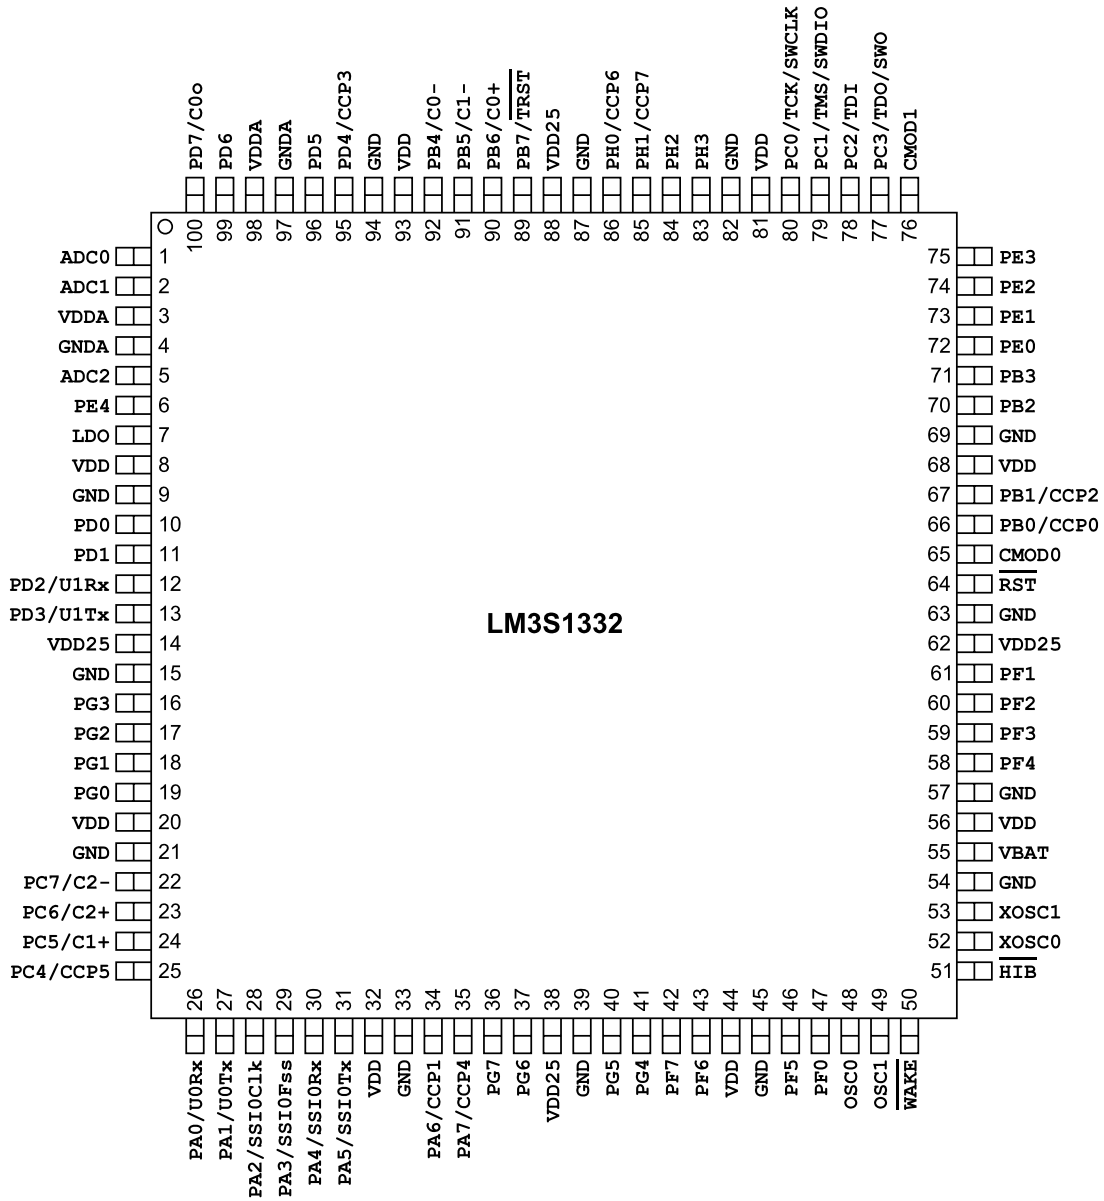 PD7/C0o
PD6
VDDA
GNDA
PD5
PD4/CCP3
GND
VDD
PB4/C0-
PB5/C1-
PB6/C0+
PB7/TRST
VDD25
GND
PH0/CCP6
PH1/CCP7
PH2
PH3
GND
VDD
PC0/TCK/SWCLK
PC1/TMS/SWDIO
PC2/TDI
PC3/TDO/SWO
CMOD1
100
99
98
97
96
95
94
93
92
91
90
89
88
87
86
85
84
83
82
81
80
79
78
77
76
ADC0 1
ADC1 2
VDDA 3
GNDA 4
ADC2 5
PE4 6
LDO 7
VDD 8
GND 9
PD0 10
PD1 11
PD2/U1Rx 12
PD3/U1Tx 13
VDD25 14
GND 15
PG3 16
PG2 17
PG1 18
PG0 19
VDD 20
GND 21
PC7/C2- 22
PC6/C2+ 23
PC5/C1+ 24
PC4/CCP5 25
LM3S1332
75 PE3
74 PE2
73 PE1
72 PE0
71 PB3
70 PB2
69 GND
68 VDD
67 PB1/CCP2
66 PB0/CCP0
65 CMOD0
64 RST
63 GND
62 VDD25
61 PF1
60 PF2
59 PF3
58 PF4
57 GND
56 VDD
55 VBAT
54 GND
53 XOSC1
52 XOSC0
51 HIB
26
27
28
29
30
31
32
33
34
35
36
37
38
39
40
41
42
43
44
45
46
47
48
49
50
PA0/U0Rx
PA1/U0Tx
PA2/SSI0Clk
PA3/SSI0Fss
PA4/SSI0Rx
PA5/SSI0Tx
VDD
GND
PA6/CCP1
PA7/CCP4
PG7
PG6
VDD25
GND
PG5
PG4
PF7
PF6
VDD
GND
PF5
PF0
OSC0
OSC1
WAKE